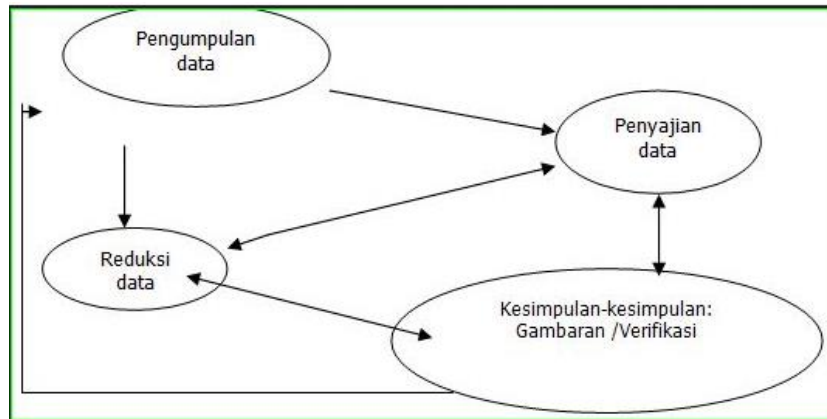 Pengumpulan
data
Penyajian
data
Reduksi
data
Kesimpulan-kesimpulan:
Gambaran /Verifikasi